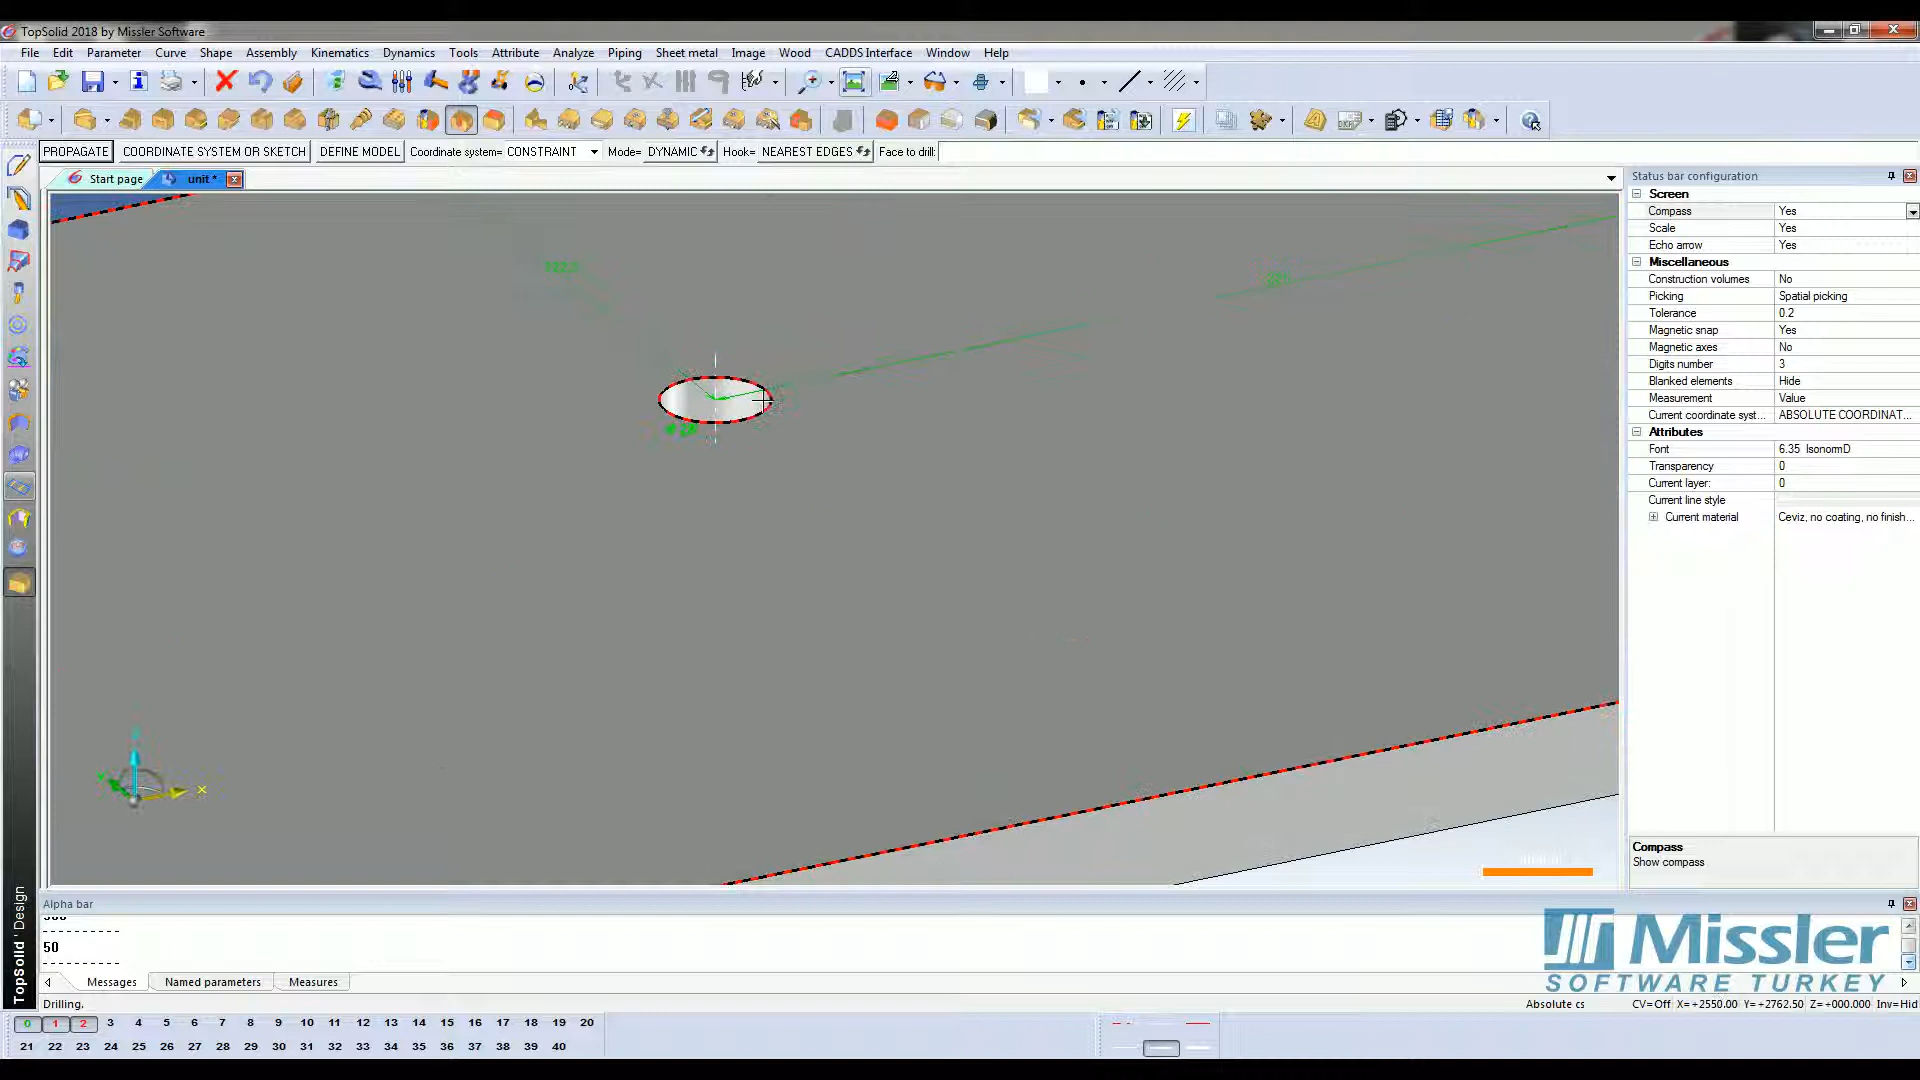 TopSolid 2018 by Missler Software
File Edit Parameter Curve Shape Assembly Kinematics Dynamics Tools Attribute Analyze Piping Sheet metal Image Wood CADDS Interface Window Help
PROPAGATE COORDINATE SYSTEM OR SKETCH DEFINE MODEL Coordinate system= CONSTRAINT Mode= DYNAMIC Hook= NEAREST EDGES Face to drill:
Start page unit *
Status bar configuration
Screen
Compass Yes
Scale Yes
Echo arrow Yes
Miscellaneous
Construction volumes No
Picking Spatial picking
Tolerance 0.2
Magnetic snap Yes
Magnetic axes No
Digits number 3
Blanked elements Hide
Measurement Value
Current coordinate syst... ABSOLUTE COORDINAT...
Attributes
Font 6.35 IsonormD
Transparency 0
Current layer: 0
Current line style
Current material Ceviz, no coating, no finish...
X
Compass
Show compass
TopSolid'Design
Alpha bar
50
Messages Named parameters Measures
Missler
SOFTWARE TURKEY
Drilling.
Absolute cs CV=Off X=+2550.00 Y=+2762.50 Z=+000.000 Inv=Hid
0 1 2 3 4 5 6 7 8 9 10 11 12 13 14 15 16 17 18 19 20
21 22 23 24 25 26 27 28 29 30 31 32 33 34 35 36 37 38 39 40